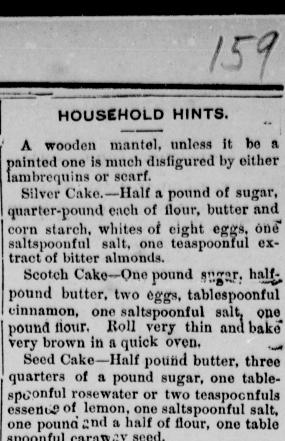 159
HOUSEHOLD HINTS.
A wooden mantel, unless it be a
painted one is much disfigured by either
lambrequins or scarf.
Silver Cake.—Half a pound of sugar,
quarter-pound each of flour, butter and
corn starch, whites of eight eggs, one
saltspoonful salt, one teaspoonful ex-
tract of bitter almonds.
Scotch Cake—One pound sugar, half-
pound butter, two eggs, tablespoonful
cinnamon, one saltspoonful salt, one
pound flour. Roll very thin and bake
very brown in a quick oven.
Seed Cake—Half pound butter, three
quarters of a pound sugar, one table-
spoonful rosewater or two teaspocnfuls
essence of lemon, one saltspoonful salt,
one pound and a half of flour, one table
spoonful caraway seed.